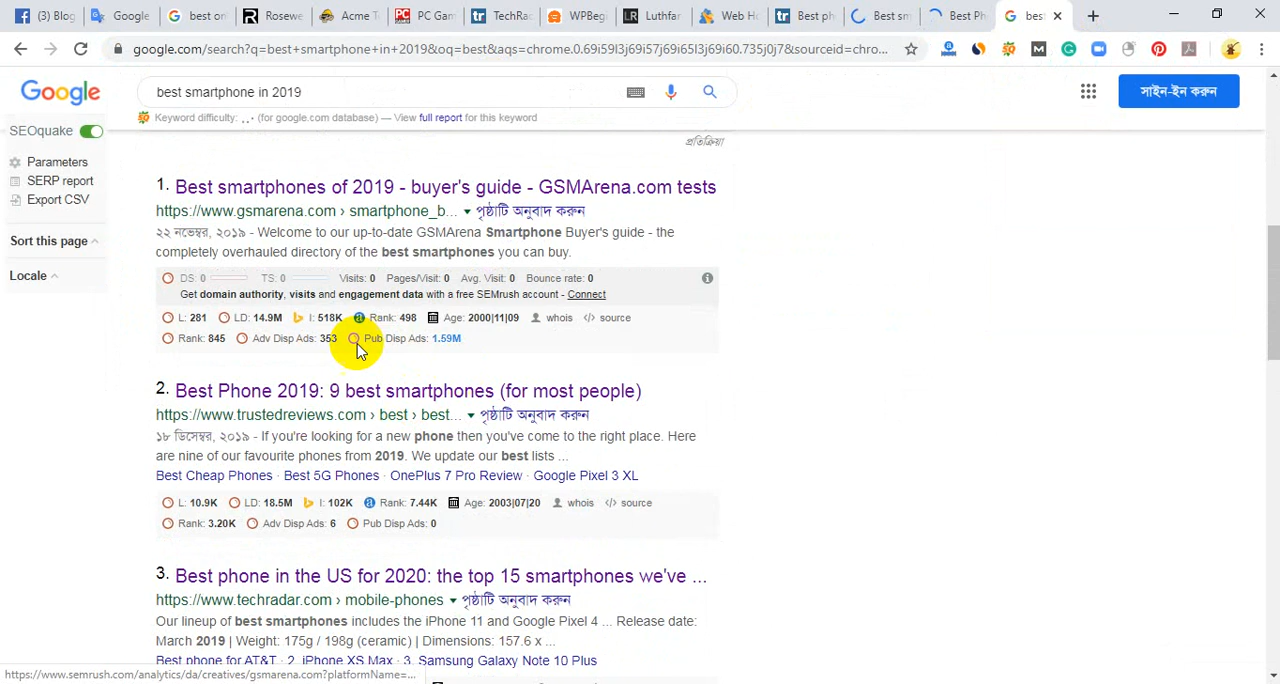 (3) Blog
Google
best on
Rosewe
Acme T
PC Gam
TechRa
WPBegi
Luthfar
Web Ho
Best ph
Best sm
Best Ph
best
google.com/search?q=best+smartphone+in+2019&oq=best&aqs=chrome.0.69i59l3j69i57j69i65l3j69i60.735j0j7&sourceid=chro...
Google
best smartphone in 2019
সাইন-ইন করুন
Keyword difficulty: ... (for google.com database) — View full report for this keyword
SEOquake
Parameters
SERP report
Export CSV
Sort this page
Locale
প্রতিক্রিয়া
1. Best smartphones of 2019 - buyer's guide - GSMArena.com tests
https://www.gsmarena.com › smartphone_b... পৃষ্ঠাটি অনুবাদ করুন
২২ নভেম্বর, ২০১৯ - Welcome to our up-to-date GSMArena Smartphone Buyer's guide - the
completely overhauled directory of the best smartphones you can buy.
DS: 0 TS: 0 Visits: 0 Pages/Visit: 0 Avg. Visit: 0 Bounce rate: 0
Get domain authority, visits and engagement data with a free SEMrush account - Connect
L: 281 LD: 14.9M I: 518K Rank: 498 Age: 2000|11|09 whois source
Rank: 845 Adv Disp Ads: 353 Pub Disp Ads: 1.59M
2. Best Phone 2019: 9 best smartphones (for most people)
https://www.trustedreviews.com › best › best... পৃষ্ঠাটি অনুবাদ করুন
১৮ ডিসেম্বর, ২০১৯ - If you're looking for a new phone then you've come to the right place. Here
are nine of our favourite phones from 2019. We update our best lists ...
Best Cheap Phones · Best 5G Phones · OnePlus 7 Pro Review · Google Pixel 3 XL
L: 10.9K LD: 18.5M I: 102K Rank: 7.44K Age: 2003|07|20 whois source
Rank: 3.20K Adv Disp Ads: 6 Pub Disp Ads: 0
3. Best phone in the US for 2020: the top 15 smartphones we've ...
https://www.techradar.com › mobile-phones পৃষ্ঠাটি অনুবাদ করুন
Our lineup of best smartphones includes the iPhone 11 and Google Pixel 4 ... Release date:
March 2019 | Weight: 175g / 198g (ceramic) | Dimensions: 157.6 x ...
Best phone for AT&T · 2. iPhone XS Max · 3. Samsung Galaxy Note 10 Plus
https://www.semrush.com/analytics/da/creatives/gsmarena.com?platformName=...